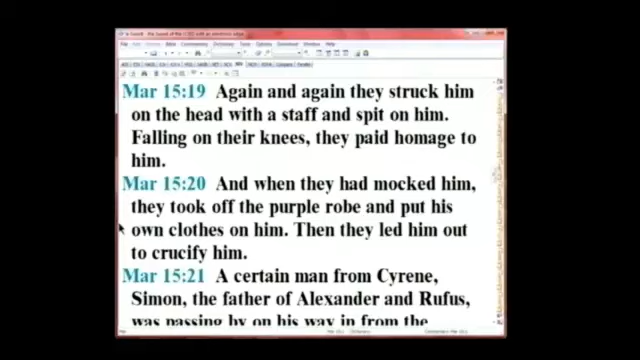 Mar 15:19 Again and again they struck him
on the head with a staff and spit on him.
Falling on their knees, they paid homage to
him.
Mar 15:20 And when they had mocked him,
they took off the purple robe and put his
own clothes on him. Then they led him out
to crucify him.
Mar 15:21 A certain man from Cyrene,
Simon, the father of Alexander and Rufus,
was passing by on his way in from the